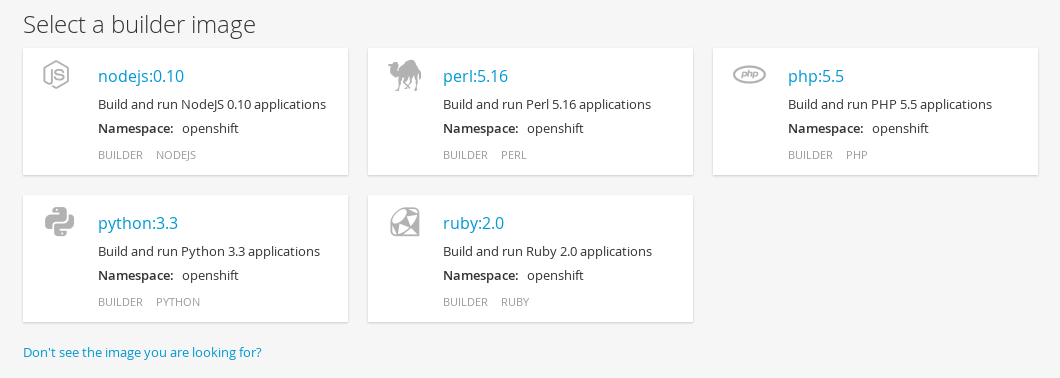 Select a builder image
JS
nodejs:0.10
Build and run NodeJS 0.10 applications
Namespace: openshift
BUILDER NODEJS
perl:5.16
Build and run Perl 5.16 applications
Namespace: openshift
BUILDER PERL
php
php:5.5
Build and run PHP 5.5 applications
Namespace: openshift
BUILDER PHP
python:3.3
Build and run Python 3.3 applications
Namespace: openshift
BUILDER PYTHON
ruby:2.0
Build and run Ruby 2.0 applications
Namespace: openshift
BUILDER RUBY
Don't see the image you are looking for?